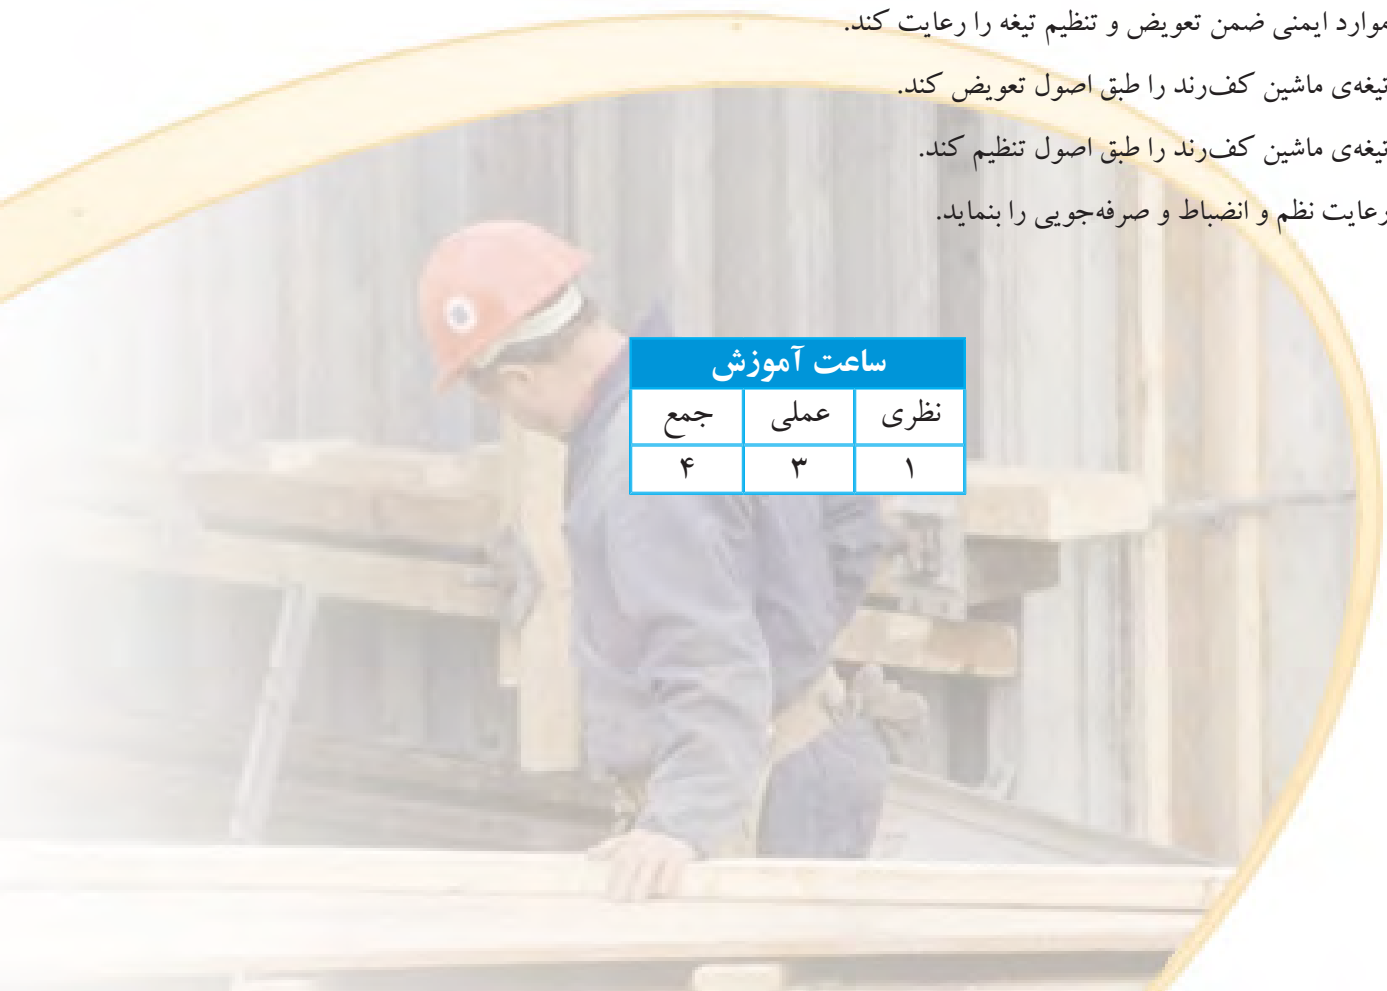 موارد ایمنی ضمن تعویض و تنظیم تیغه را رعایت کند.
تیغه‌ی ماشین کف‌رند را طبق اصول تعویض کند.
تیغه‌ی ماشین کف‌رند را طبق اصول تنظیم کند.
رعایت نظم و انضباط و صرفه‌جویی را بنماید.
ساعت آموزش
نظری عملی جمع
۱ ۳ ۴